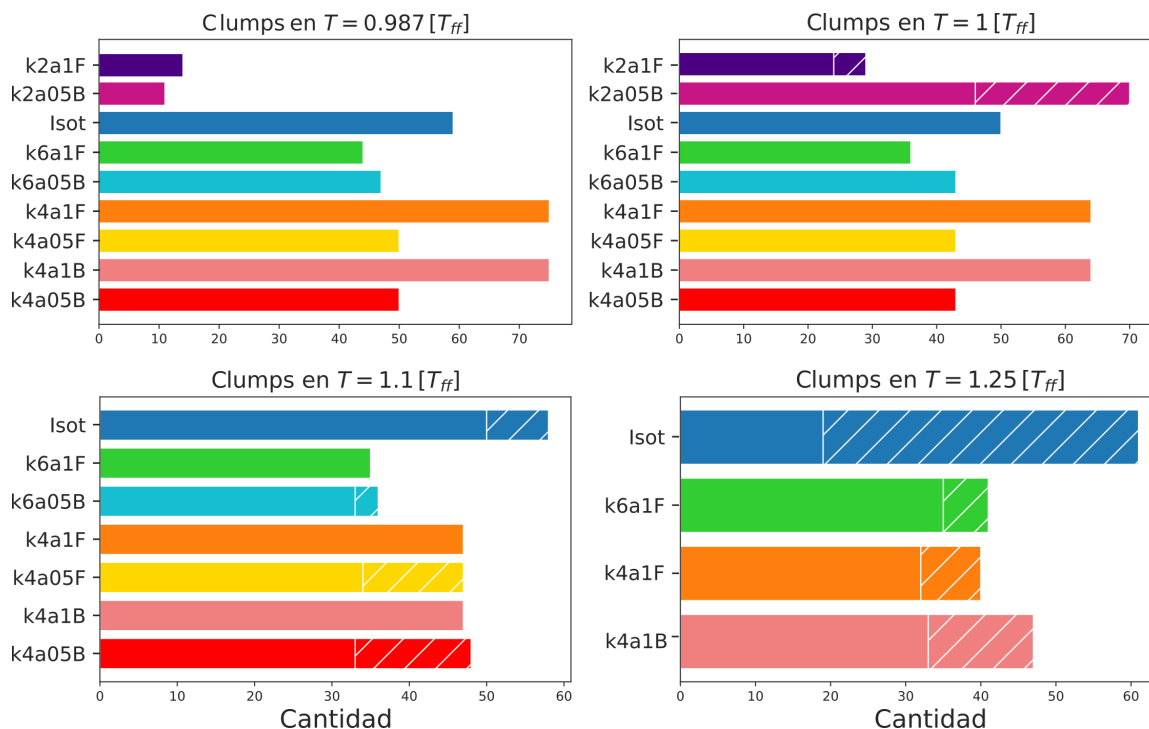 Clumps en T = 0.987 [T_ff]
k2a1F
k2a05B
Isot
k6a1F
k6a05B
k4a1F
k4a05F
k4a1B
k4a05B
0 10 20 30 40 50 60 70
Clumps en T = 1 [T_ff]
k2a1F
k2a05B
Isot
k6a1F
k6a05B
k4a1F
k4a05F
k4a1B
k4a05B
0 10 20 30 40 50 60 70
Clumps en T = 1.1 [T_ff]
Isot
k6a1F
k6a05B
k4a1F
k4a05F
k4a1B
k4a05B
0 10 20 30 40 50 60
Cantidad
Clumps en T = 1.25 [T_ff]
Isot
k6a1F
k4a1F
k4a1B
0 10 20 30 40 50 60
Cantidad